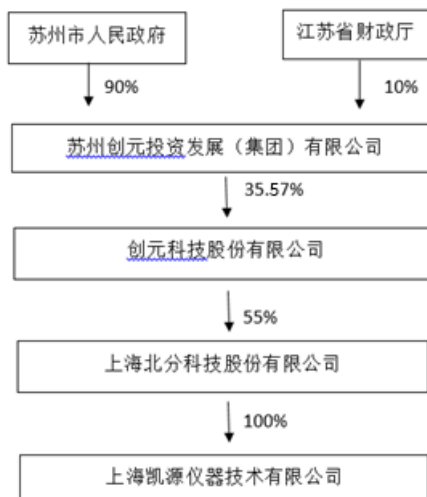 苏州市人民政府
江苏省财政厅
90%
10%
苏州创元投资发展（集团）有限公司
35.57%
创元科技股份有限公司
55%
上海北分科技股份有限公司
100%
上海凯源仪器技术有限公司